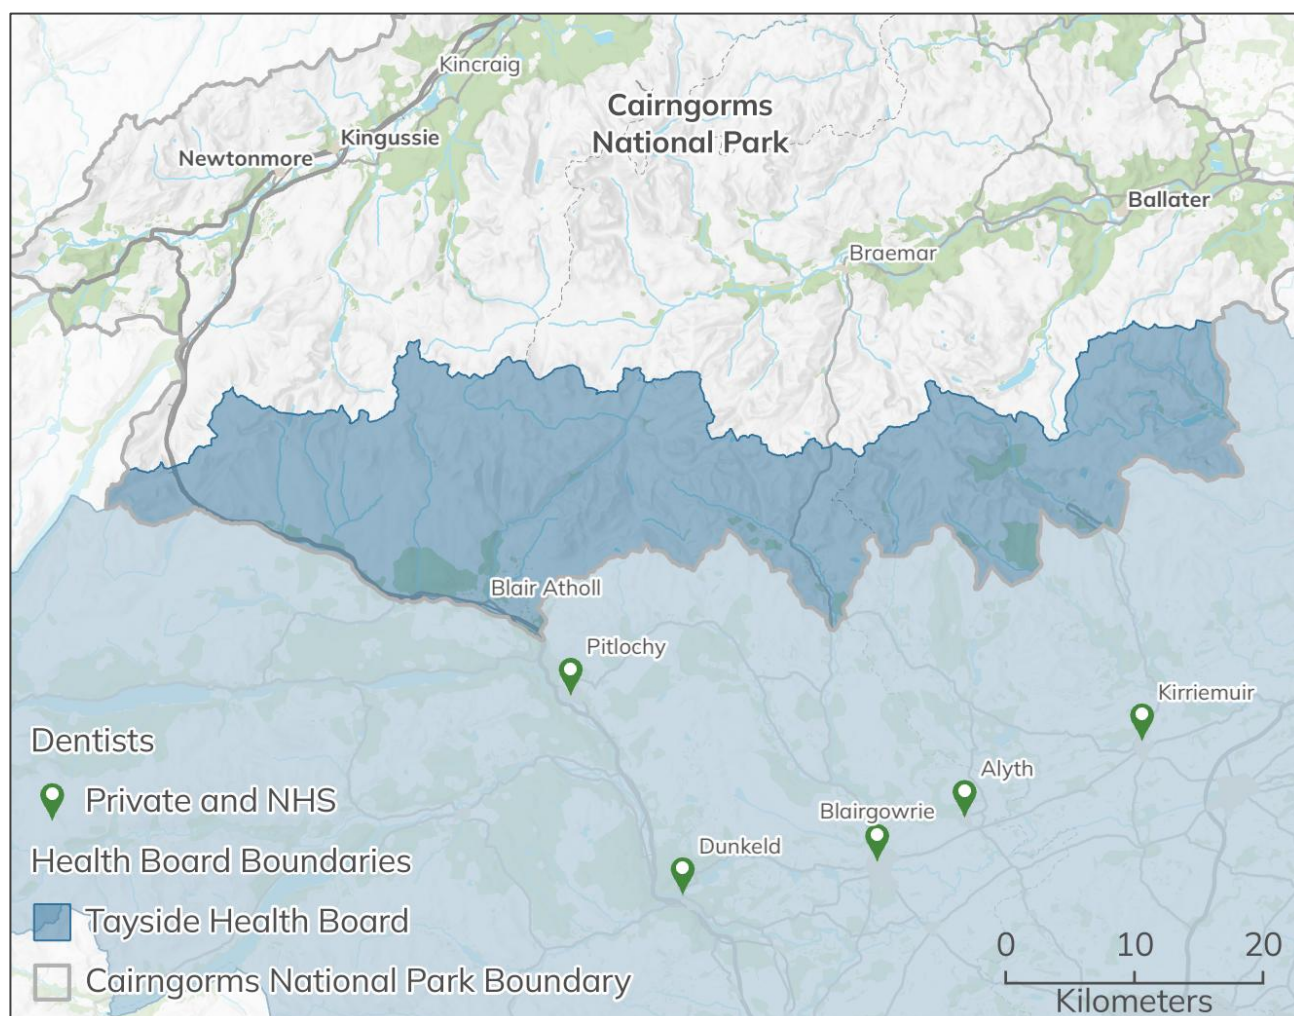 Kincraig
Cairngorms
National Park
Kingussie
Newtonmore
Ballater
Braemar
Blair Atholl
Pitlochy
Kirriemuir
Dentists
Alyth
Private and NHS
Blairgowrie
Dunkeld
Health Board Boundaries
Tayside Health Board
0 10 20
Cairngorms National Park Boundary
Kilometers